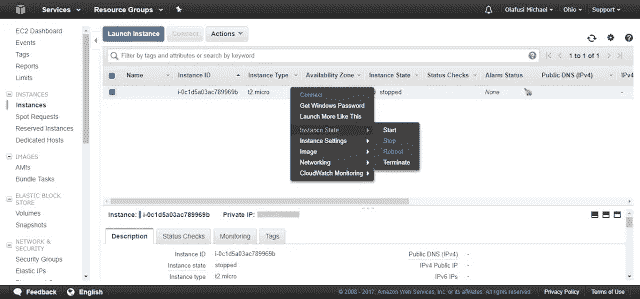 Services Resource Groups Olafusi Michael Ohio Support
EC2 Dashboard
Events
Tags
Reports
Limits
INSTANCES
Instances
Spot Requests
Reserved Instances
Dedicated Hosts
IMAGES
AMIs
Bundle Tasks
ELASTIC BLOCK STORE
Volumes
Snapshots
NETWORK & SECURITY
Security Groups
Elastic IPs
Launch Instance Connect Actions
Filter by tags and attributes or search by keyword 1 to 1 of 1
Name Instance ID Instance Type Availability Zone Instance State Status Checks Alarm Status Public DNS (IPv4) IPv4
i-0c1d5a03ac789969b t2.micro stopped None -
Connect
Get Windows Password
Launch More Like This
Instance State
Instance Settings
Image
Networking
CloudWatch Monitoring
Start
Stop
Reboot
Terminate
Instance: i-0c1d5a03ac789969b Private IP:
Description Status Checks Monitoring Tags
Instance ID i-0c1d5a03ac789969b Public DNS (IPv4) -
Instance state stopped IPv4 Public IP -
Instance type t2.micro IPv6 IPs -
Feedback English © 2008 - 2017, Amazon Web Services, Inc. or its affiliates. All rights reserved. Privacy Policy Terms of Use